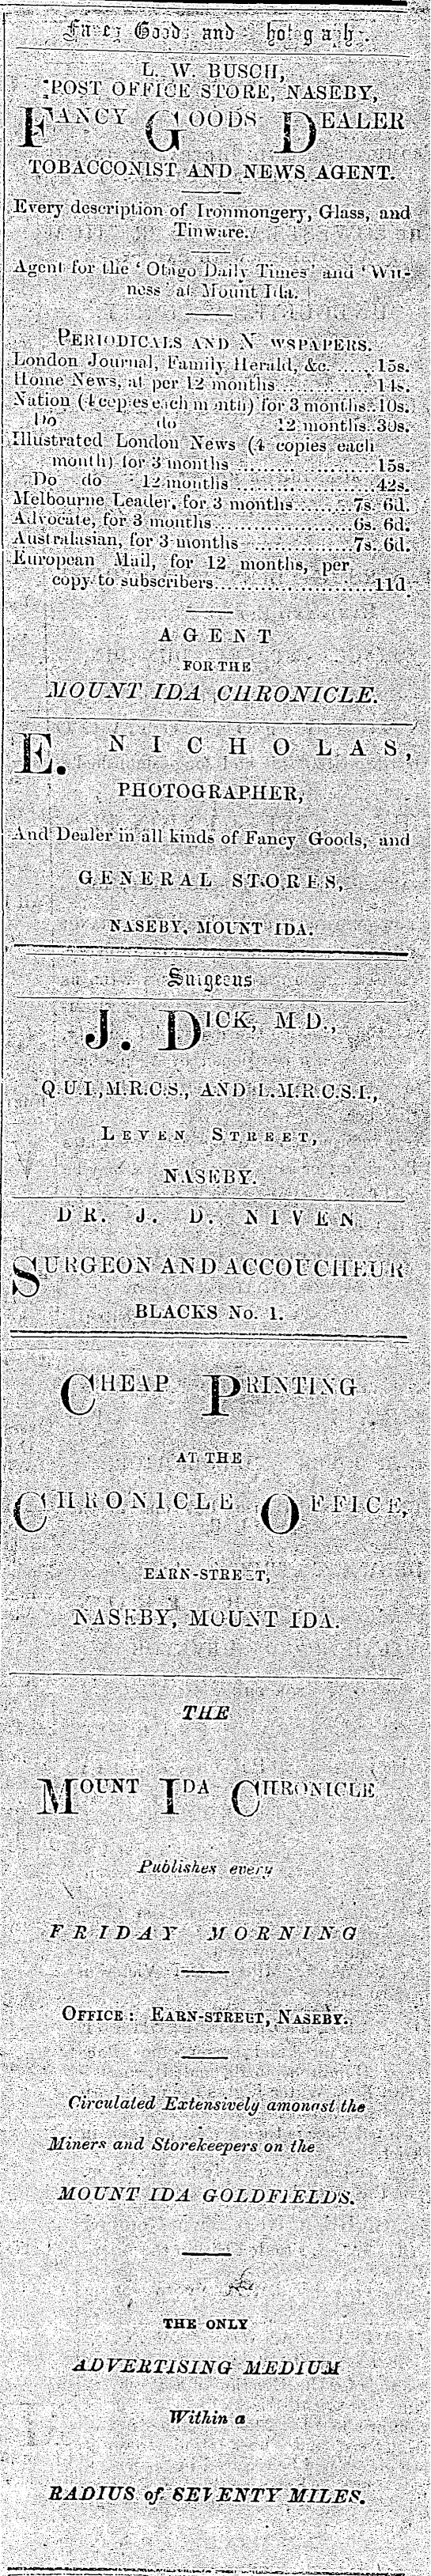 Fancy Goods and
L. W. BUSCH,
POST OFFICE STORE, NASEBY,
FANCY GOODS DEALER
TOBACCONIST AND NEWS AGENT.
Every description of Ironmongery, Glass, and
Tinware.
Agent for the 'Otago Daily Times' and 'Wit-
ness' at Mount Ida.
PERIODICALS AND NEWSPAPERS.
London Journal, Family Herald, &c. ..... 15s.
Home News, at per 12 months ............ 14s.
Nation (4 copies each month) for 3 months..10s.
Do do 12 months..30s.
Illustrated London News (4 copies each
month) for 3 months ..................15s.
Do do 12 months ..................42s.
Melbourne Leader, for 3 months........7s. 6d.
Advocate, for 3 months..................6s. 6d.
Australasian, for 3 months ..............7s. 6d.
European Mail, for 12 months, per
copy to subscribers.......................11d
AGENT
FOR THE
MOUNT IDA CHRONICLE.
E. NICHOLAS,
PHOTOGRAPHER,
And Dealer in all kinds of Fancy Goods, and
GENERAL STORES,
NASEBY, MOUNT IDA.
Surgeons
J. DICK, M.D.,
Q.U.I., M.R.C.S., AND L.M.R.C.S.I.,
LEVEN STREET,
NASEBY.
DR. J. D. NIVEN
SURGEON AND ACCOUCHEUR
BLACKS No. 1.
CHEAP PRINTING
AT THE
CHRONICLE OFFICE,
EARN-STREET,
NASEBY, MOUNT IDA.
THE
MOUNT IDA CHRONICLE
Publishes every
FRIDAY MORNING
OFFICE: EARN-STREET, NASEBY.
Circulated Extensively amongst the
Miners and Storekeepers on the
MOUNT IDA GOLDFIELDS.
THE ONLY
ADVERTISING MEDIUM
Within a
RADIUS of SEVENTY MILES.